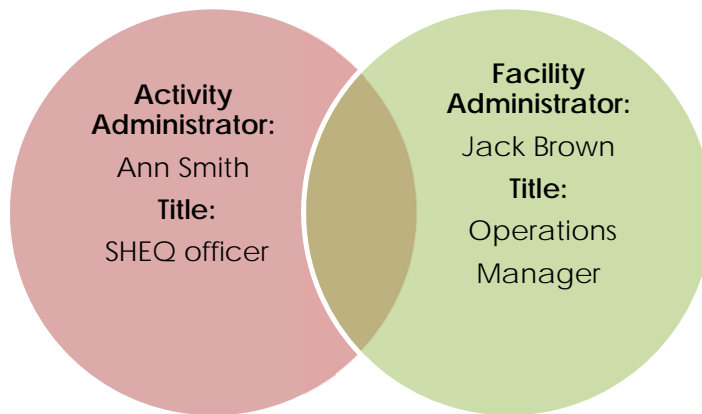 Activity
Administrator:
Ann Smith
Title:
SHEQ officer
Facility
Administrator:
Jack Brown
Title:
Operations
Manager